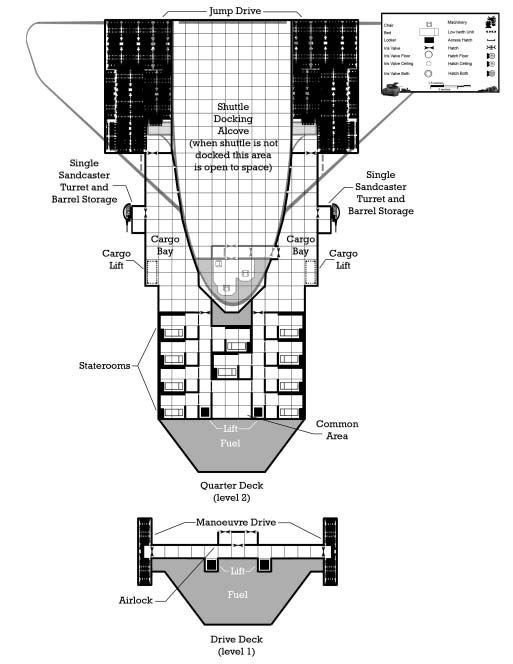 Jump Drive
Chair
Bed
Locker
Iris Valve
Iris Valve Floor
Iris Valve Ceiling
Iris Valve Both
Machinery
Low Berth Unit
Access Hatch
Hatch
Hatch Floor
Hatch Ceiling
Hatch Both
Shuttle
Docking
Alcove
(when shuttle is not
docked this area
is open to space)
Single
Sandcaster
Turret and
Barrel Storage
Single
Sandcaster
Turret and
Barrel Storage
Cargo
Bay
Cargo
Bay
Cargo
Lift
Cargo
Lift
Staterooms
Common
Area
Lift
Fuel
Quarter Deck
(level 2)
Manoeuvre Drive
Lift
Airlock
Fuel
Drive Deck
(level 1)